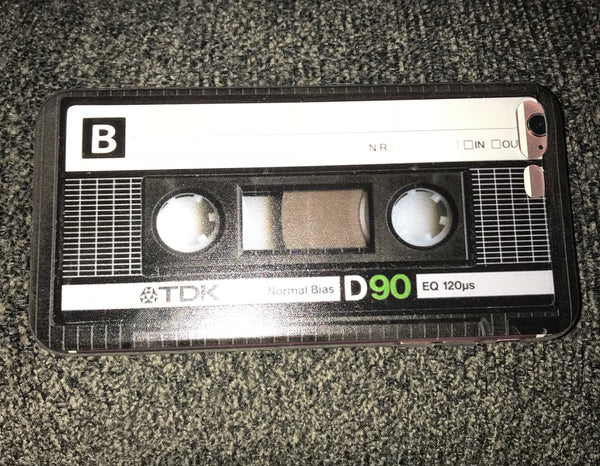 B
NR
IN
OU
TDK
Normal Bias
D90
EQ 120µs